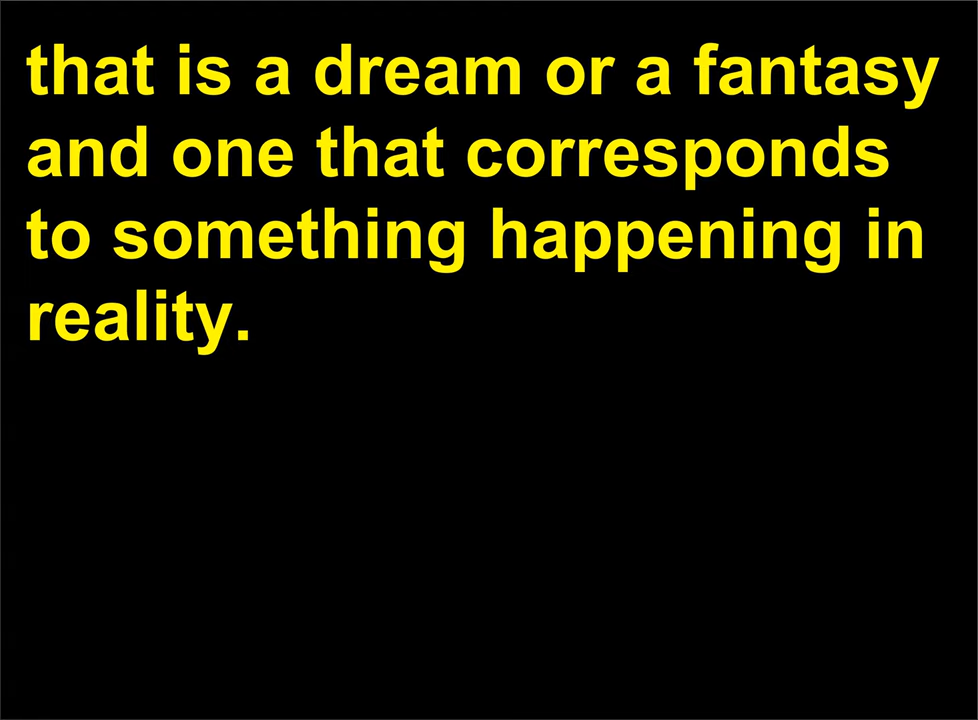 that is a dream or a fantasy
and one that corresponds
to something happening in
reality.